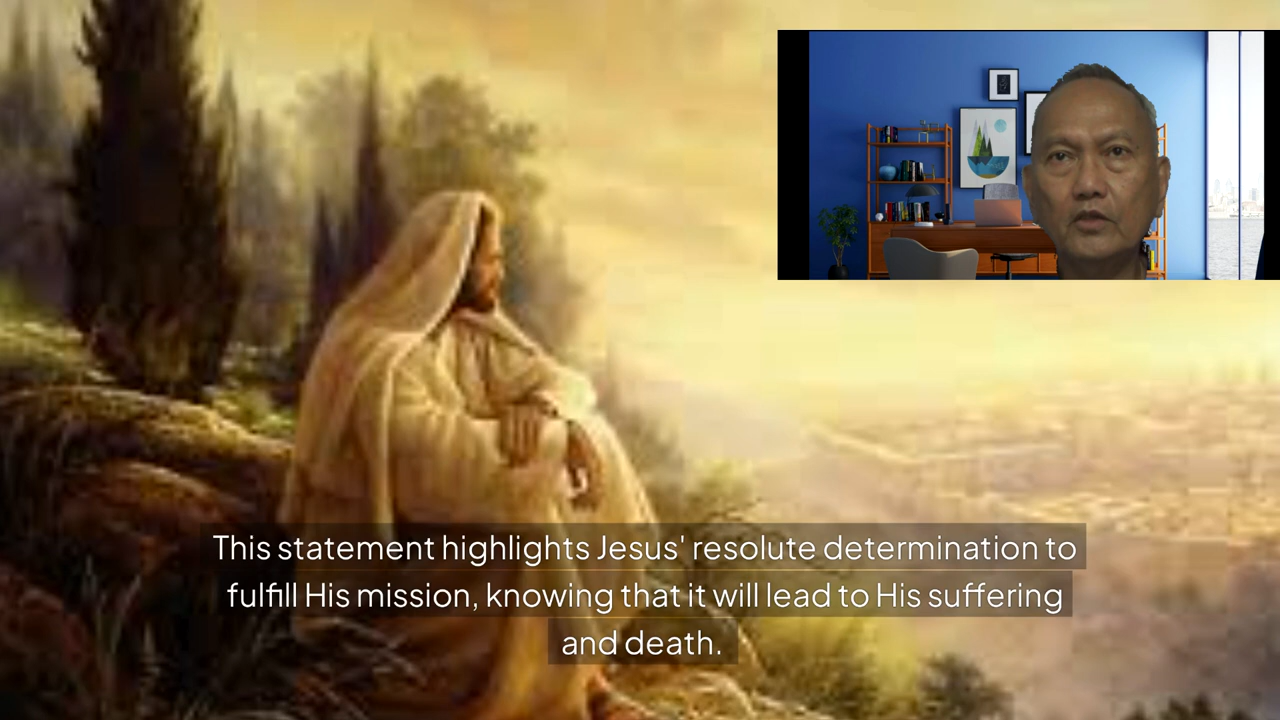 This statement highlights Jesus' resolute determination to
fulfill His mission, knowing that it will lead to His suffering
and death.